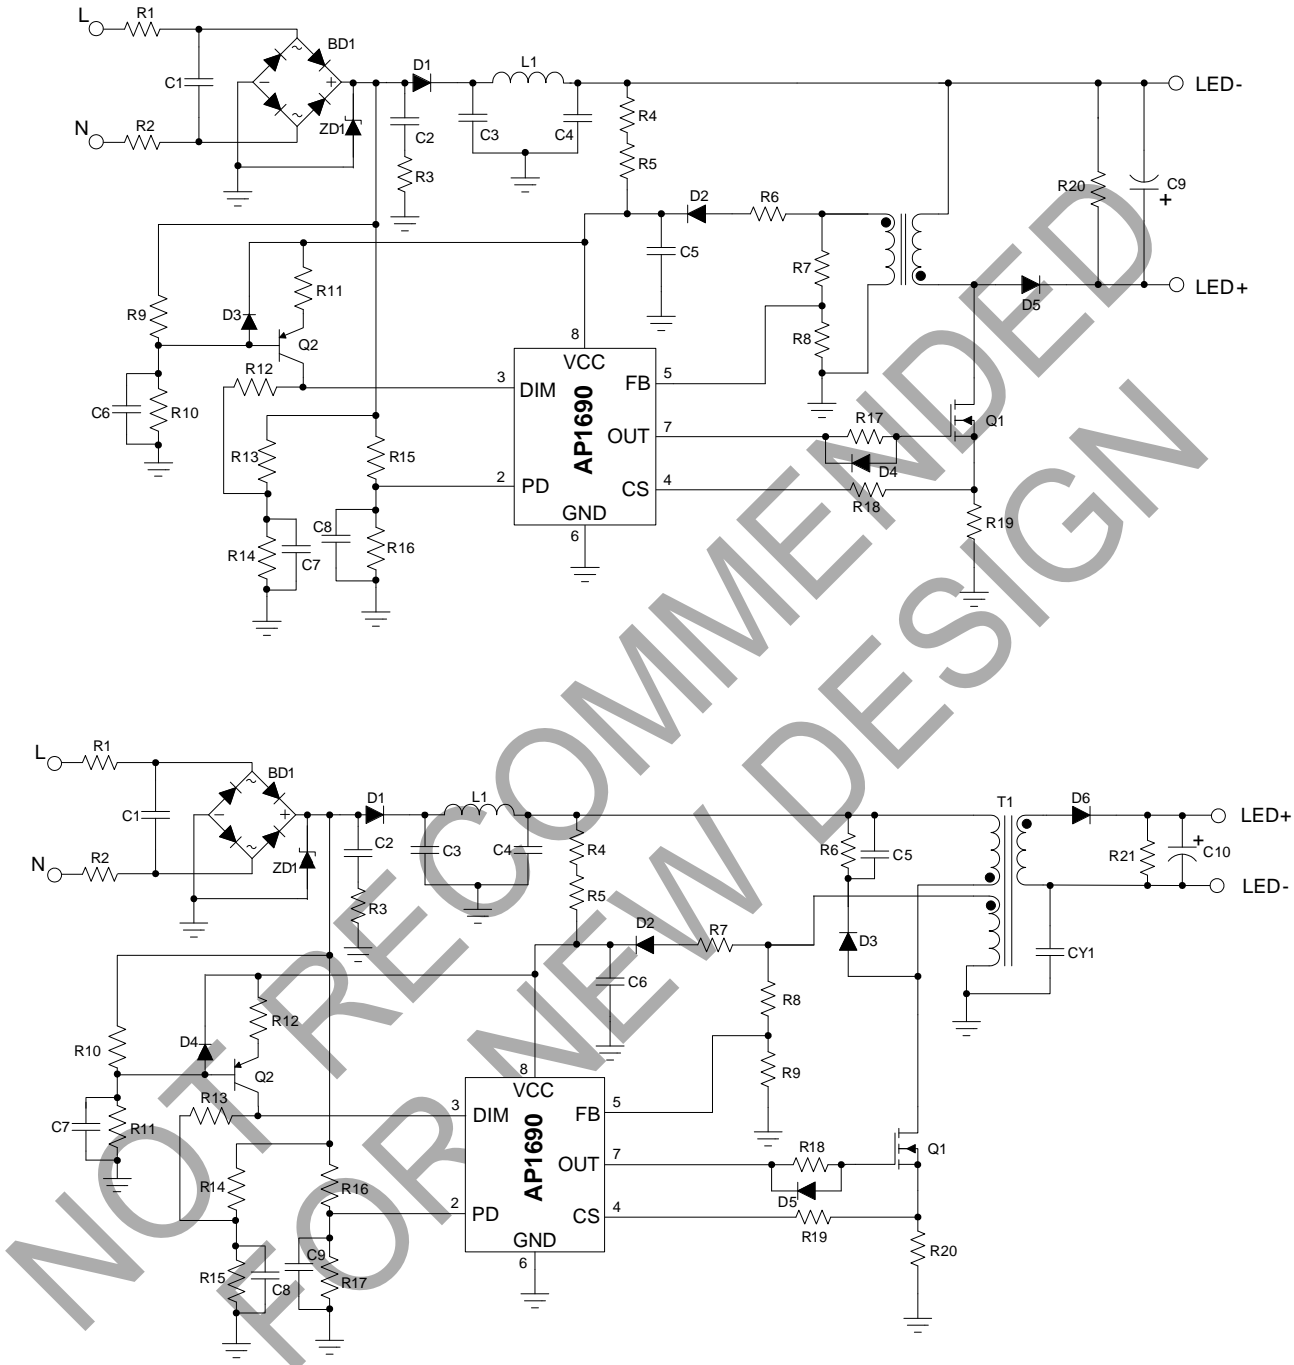 L
R1
BD1
C1
N
R2
ZD1
D1
L1
C2
C3
C4
R3
R4
R5
LED-
R20
C9
+
D2
R6
C5
R7
R8
D5
LED+
R9
D3
R11
Q2
R12
C6
R10
R13
R15
R14
C7
C8
R16
8
VCC
3
DIM
AP1690
FB
5
OUT
7
2
PD
CS
4
GND
6
R17
D4
R18
Q1
R19
~
~
-
+
L
R1
BD1
C1
N
R2
ZD1
D1
L1
C2
C3
C4
R3
R4
R5
R6
C5
T1
D6
LED+
R21
+
C10
LED-
D2
R7
C6
D3
CY1
R8
R9
R10
D4
R12
Q2
R13
C7
R11
R14
R16
R15
C8
C9
R17
8
VCC
3
DIM
AP1690
FB
5
OUT
7
2
PD
CS
4
GND
6
R18
D5
R19
Q1
R20
~
~
-
+
NOT RECOMMENDED
FOR NEW DESIGN